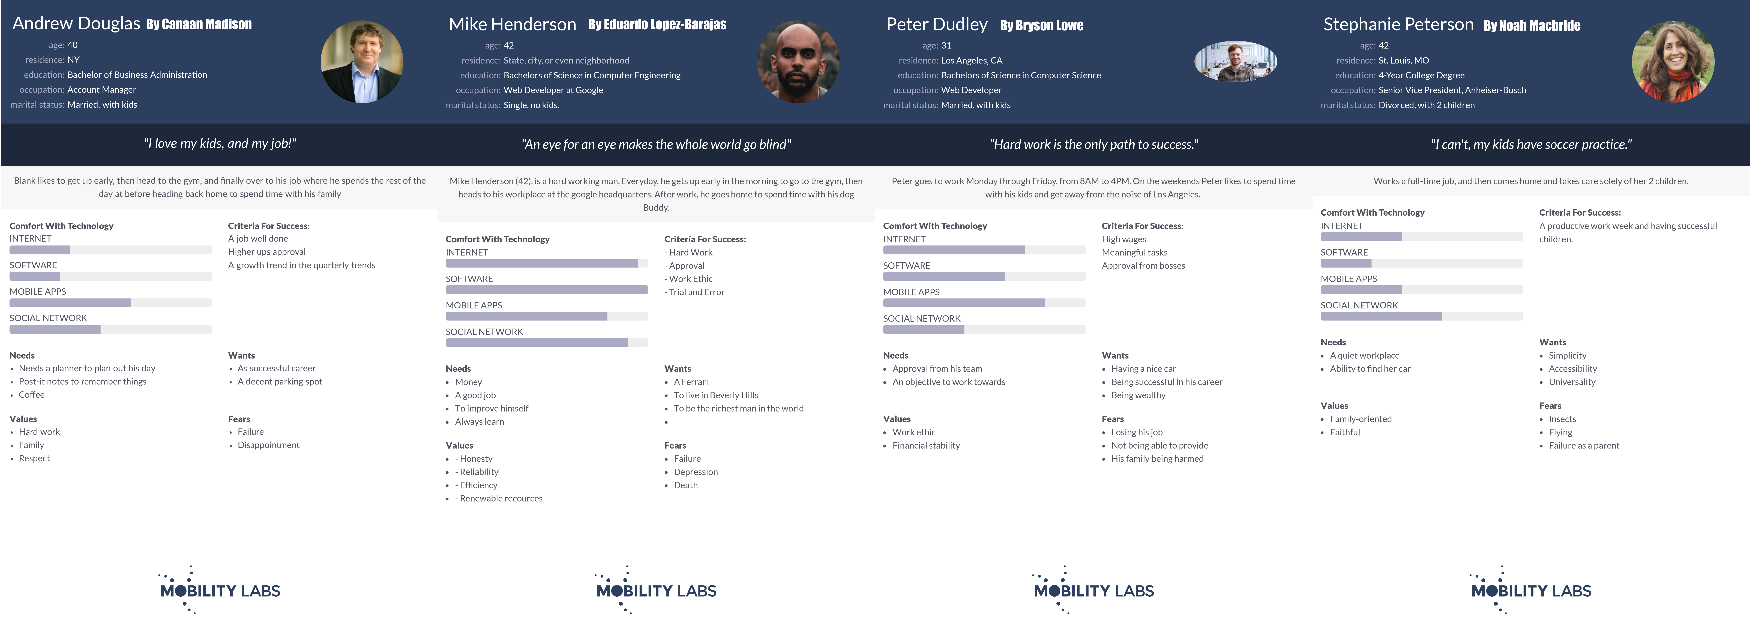 Andrew Douglas By Canaan Madison
age: 40
residence: NY
education: Bachelor of Business Administration
occupation: Account Manager
marital status: Married, with kids
"I love my kids, and my job!"
Blank likes to get up early, then head to the gym, and finally over to his job where he spends the rest of the
day at before heading back home to spend time with his family
Comfort With Technology
INTERNET
SOFTWARE
MOBILE APPS
SOCIAL NETWORK
Criteria For Success:
A job well done
Higher ups approval
A growth trend in the quarterly trends
Needs
• Needs a planner to plan out his day
• Post-it notes to remember things
• Coffee
Wants
• As successful career
• A decent parking spot
Values
• Hard work
• Family
• Respect
Fears
• Failure
• Disappointment
MOBILITY LABS
Mike Henderson By Eduardo Lopez-Barajas
age: 42
residence: State, city, or even neighborhood
education: Bachelors of Science in Computer Engineering
occupation: Web Developer at Google
marital status: Single, no kids.
"An eye for an eye makes the whole world go blind"
Mike Henderson (42), is a hard working man. Everyday, he gets up early in the morning to go to the gym, then
heads to his workplace at the google headquarters. After work, he goes home to spend time with his dog
Buddy.
Comfort With Technology
INTERNET
SOFTWARE
MOBILE APPS
SOCIAL NETWORK
Criteria For Success:
- Hard Work
- Approval
- Work Ethic
- Trial and Error
Needs
• Money
• A good job
• To improve himself
• Always learn
Wants
• A Ferrari
• To live in Beverly Hills
• To be the richest man in the world
•
Values
• - Honesty
• - Reliability
• - Efficiency
• - Renewable recources
Fears
• Failure
• Depression
• Death
MOBILITY LABS
Peter Dudley By Bryson Lowe
age: 31
residence: Los Angeles, CA
education: Bachelors of Science in Computer Science
occupation: Web Developer
marital status: Married, with kids
"Hard work is the only path to success."
Peter goes to work Monday through Friday, from 8AM to 4PM. On the weekends Peter likes to spend time
with his kids and get away from the noise of Los Angeles.
Comfort With Technology
INTERNET
SOFTWARE
MOBILE APPS
SOCIAL NETWORK
Criteria For Success:
High wages
Meaningful tasks
Approval from bosses
Needs
• Approval from his team
• An objective to work towards
Wants
• Having a nice car
• Being successful in his career
• Being wealthy
Values
• Work ethic
• Financial stability
Fears
• Losing his job
• Not being able to provide
• His family being harmed
MOBILITY LABS
Stephanie Peterson By Noah Macbride
age: 42
residence: St. Louis, MO
education: 4-Year College Degree
occupation: Senior Vice President, Anheiser-Busch
marital status: Divorced, with 2 children
"I can't, my kids have soccer practice."
Works a full-time job, and then comes home and takes care solely of her 2 children.
Comfort With Technology
INTERNET
SOFTWARE
MOBILE APPS
SOCIAL NETWORK
Criteria For Success:
A productive work week and having successful
children.
Needs
• A quiet workplace
• Ability to find her car
Wants
• Simplicity
• Accessibility
• Universality
Values
• Family-oriented
• Faithful
Fears
• Insects
• Flying
• Failure as a parent
MOBILITY LABS